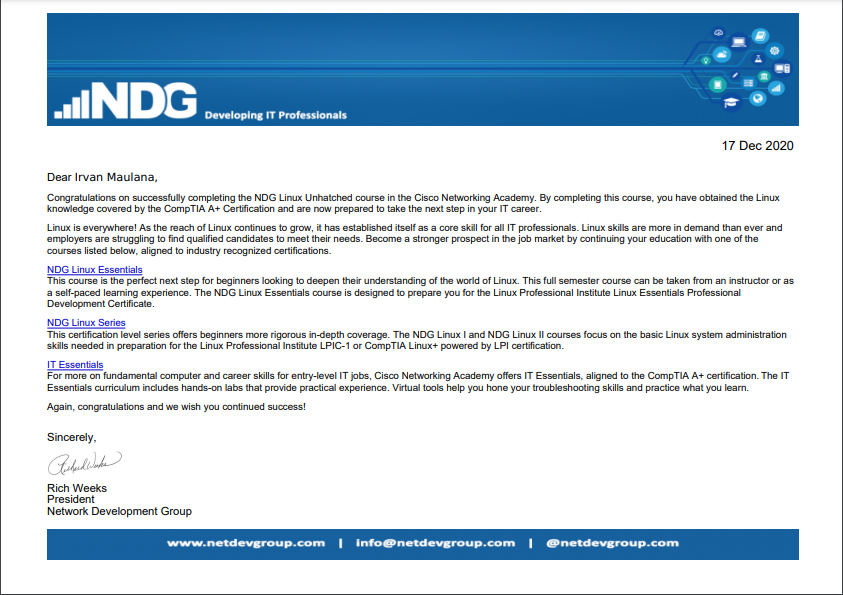 NDG Developing IT Professionals
17 Dec 2020
Dear Irvan Maulana,
Congratulations on successfully completing the NDG Linux Unhatched course in the Cisco Networking Academy. By completing this course, you have obtained the Linux
knowledge covered by the CompTIA A+ Certification and are now prepared to take the next step in your IT career.
Linux is everywhere! As the reach of Linux continues to grow, it has established itself as a core skill for all IT professionals. Linux skills are more in demand than ever and
employers are struggling to find qualified candidates to meet their needs. Become a stronger prospect in the job market by continuing your education with one of the
courses listed below, aligned to industry recognized certifications.
NDG Linux Essentials
This course is the perfect next step for beginners looking to deepen their understanding of the world of Linux. This full semester course can be taken from an instructor or as
a self-paced learning experience. The NDG Linux Essentials course is designed to prepare you for the Linux Professional Institute Linux Essentials Professional
Development Certificate.
NDG Linux Series
This certification level series offers beginners more rigorous in-depth coverage. The NDG Linux I and NDG Linux II courses focus on the basic Linux system administration
skills needed in preparation for the Linux Professional Institute LPIC-1 or CompTIA Linux+ powered by LPI certification.
IT Essentials
For more on fundamental computer and career skills for entry-level IT jobs, Cisco Networking Academy offers IT Essentials, aligned to the CompTIA A+ certification. The IT
Essentials curriculum includes hands-on labs that provide practical experience. Virtual tools help you hone your troubleshooting skills and practice what you learn.
Again, congratulations and we wish you continued success!
Sincerely,
Richard Weeks
Rich Weeks
President
Network Development Group
www.netdevgroup.com | info@netdevgroup.com | @netdevgroup.com